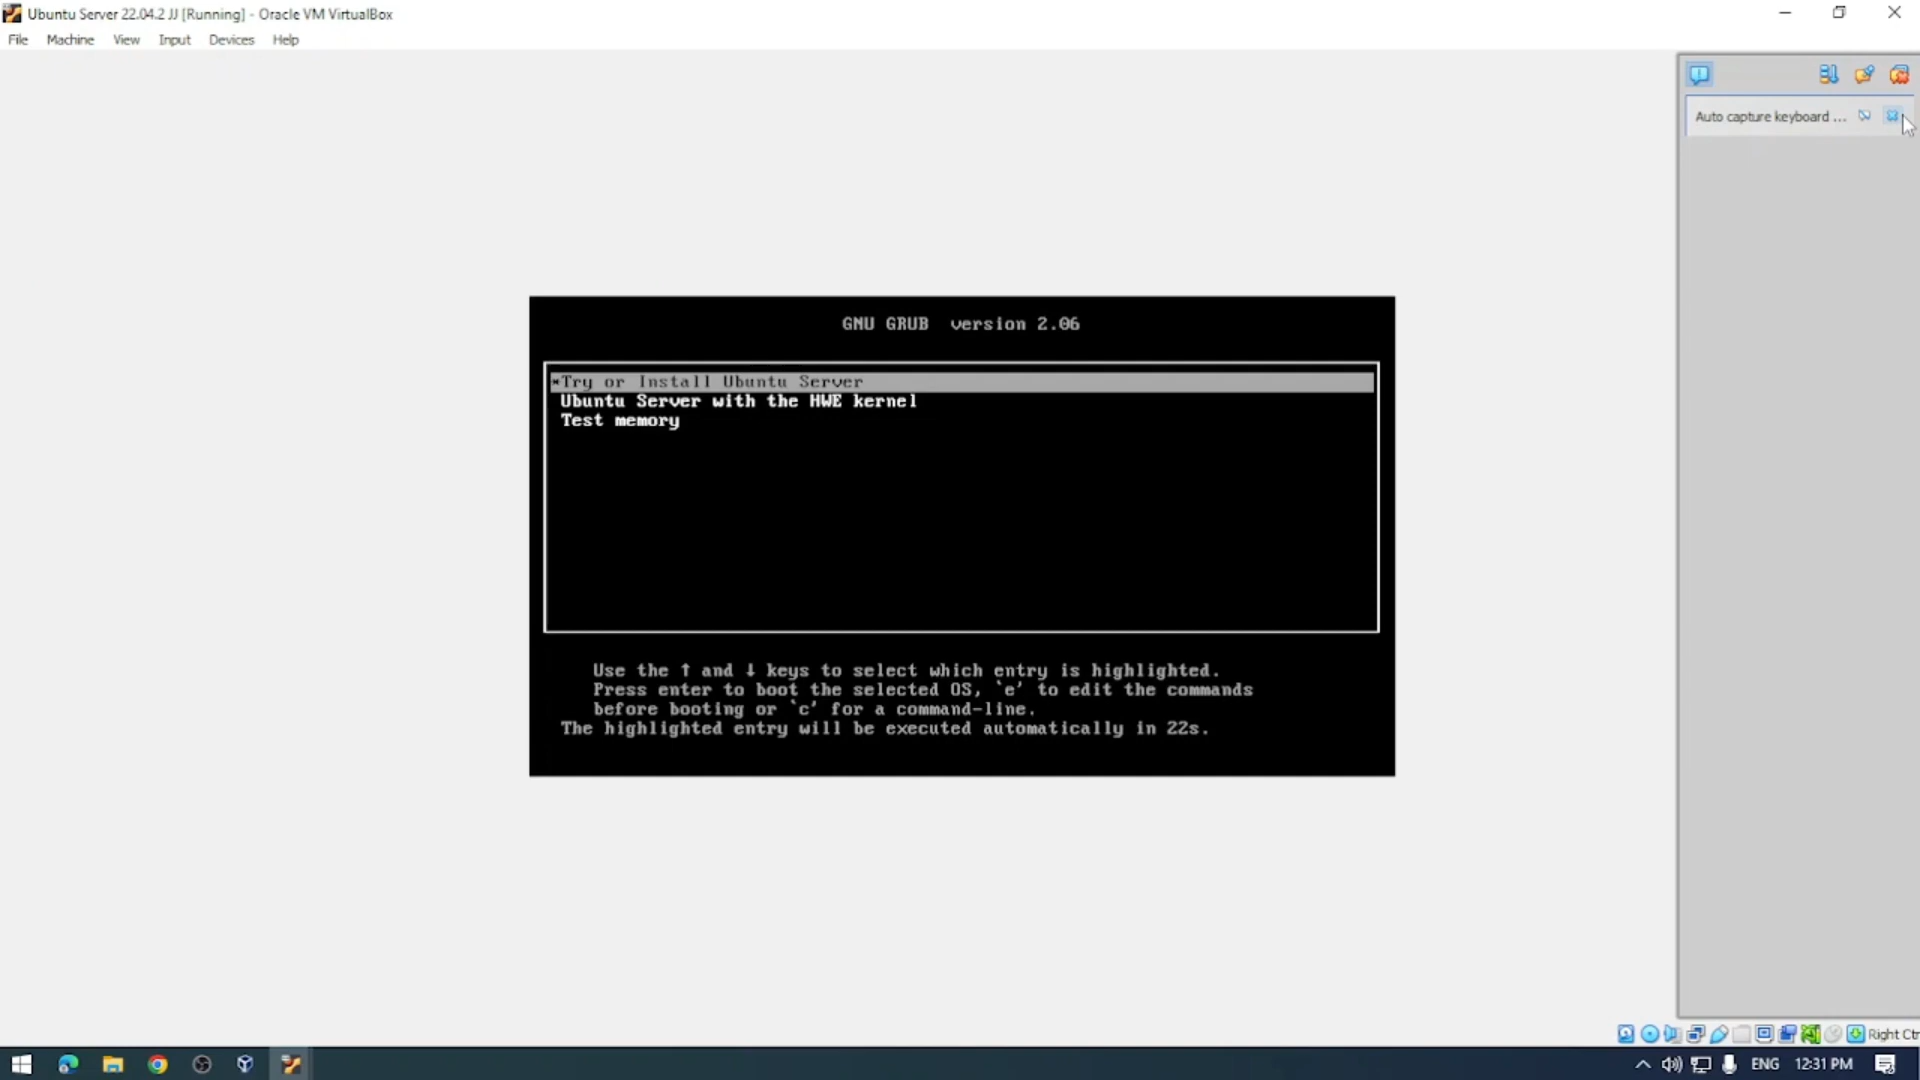 Ubuntu Server 22.04.2 JJ [Running] - Oracle VM VirtualBox
File Machine View Input Devices Help
Auto capture keyboard ...
GNU GRUB version 2.06
*Try or Install Ubuntu Server
Ubuntu Server with the HWE kernel
Test memory
Use the ↑ and ↓ keys to select which entry is highlighted.
Press enter to boot the selected OS, `e' to edit the commands
before booting or `c' for a command-line.
The highlighted entry will be executed automatically in 22s.
Right Ctr
ENG 12:31 PM